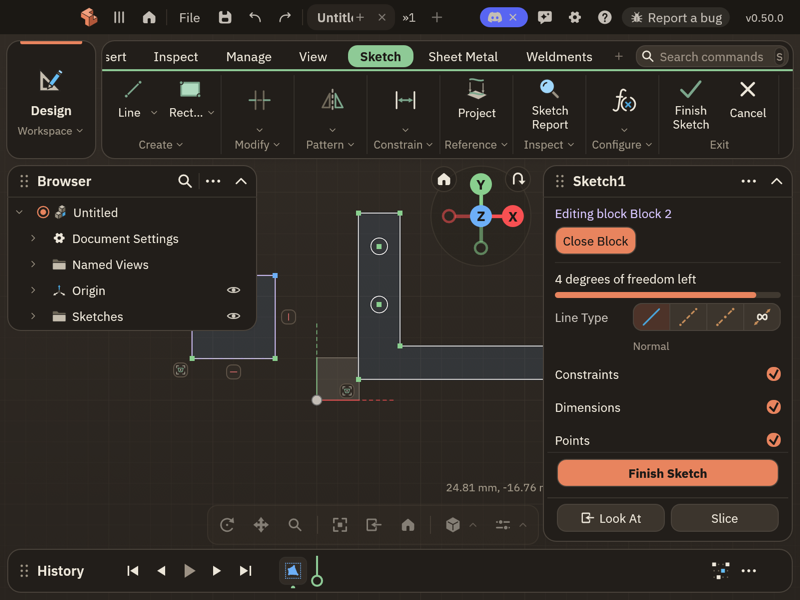 File
Untitl
»1
Report a bug
v0.50.0
Design
Workspace
sert
Inspect
Manage
View
Sketch
Sheet Metal
Weldments
Search commands
S
Line
Rect...
Project
Sketch Report
Finish Sketch
Cancel
Create
Modify
Pattern
Constrain
Reference
Inspect
Configure
Exit
Browser
Untitled
Document Settings
Named Views
Origin
Sketches
Y
Z
X
24.81 mm, -16.76 m
Sketch1
Editing block Block 2
Close Block
4 degrees of freedom left
Line Type
Normal
Constraints
Dimensions
Points
Finish Sketch
Look At
Slice
History